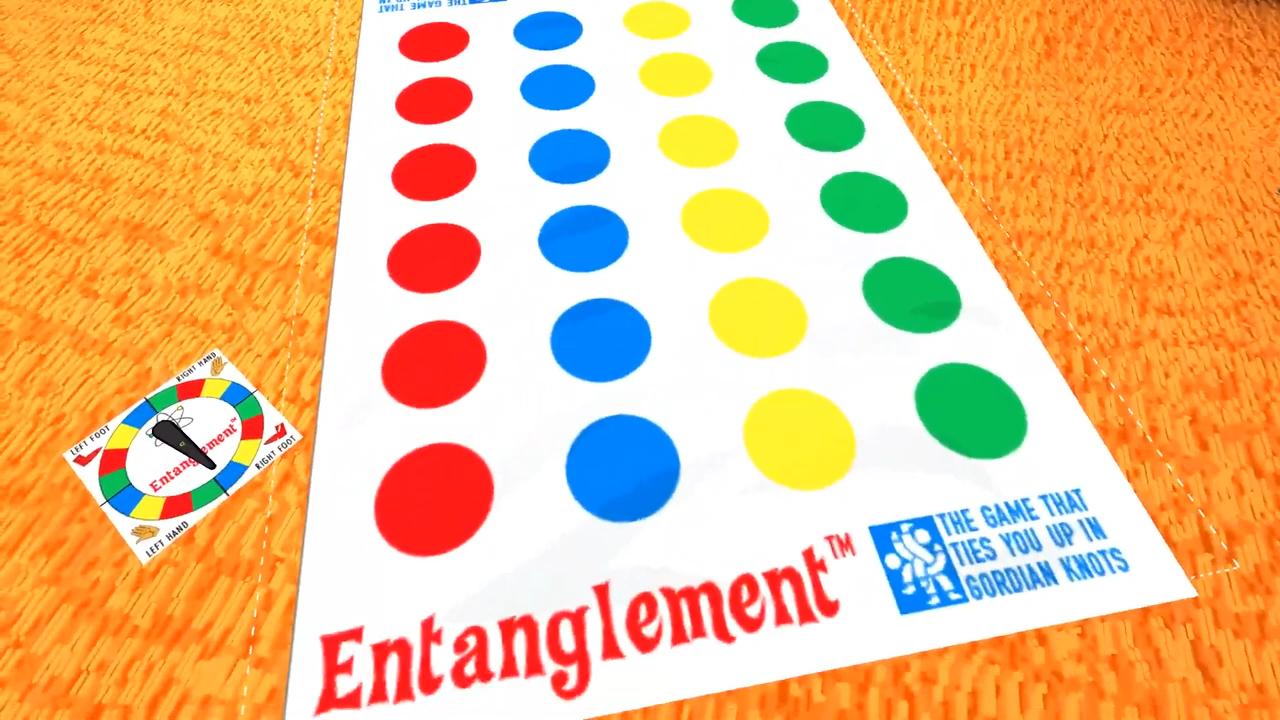 THE GAME THAT
RIGHT HAND
LEFT FOOT
Entanglement™
RIGHT FOOT
LEFT HAND
Entanglement™
THE GAME THAT
TIES YOU UP IN
GORDIAN KNOTS